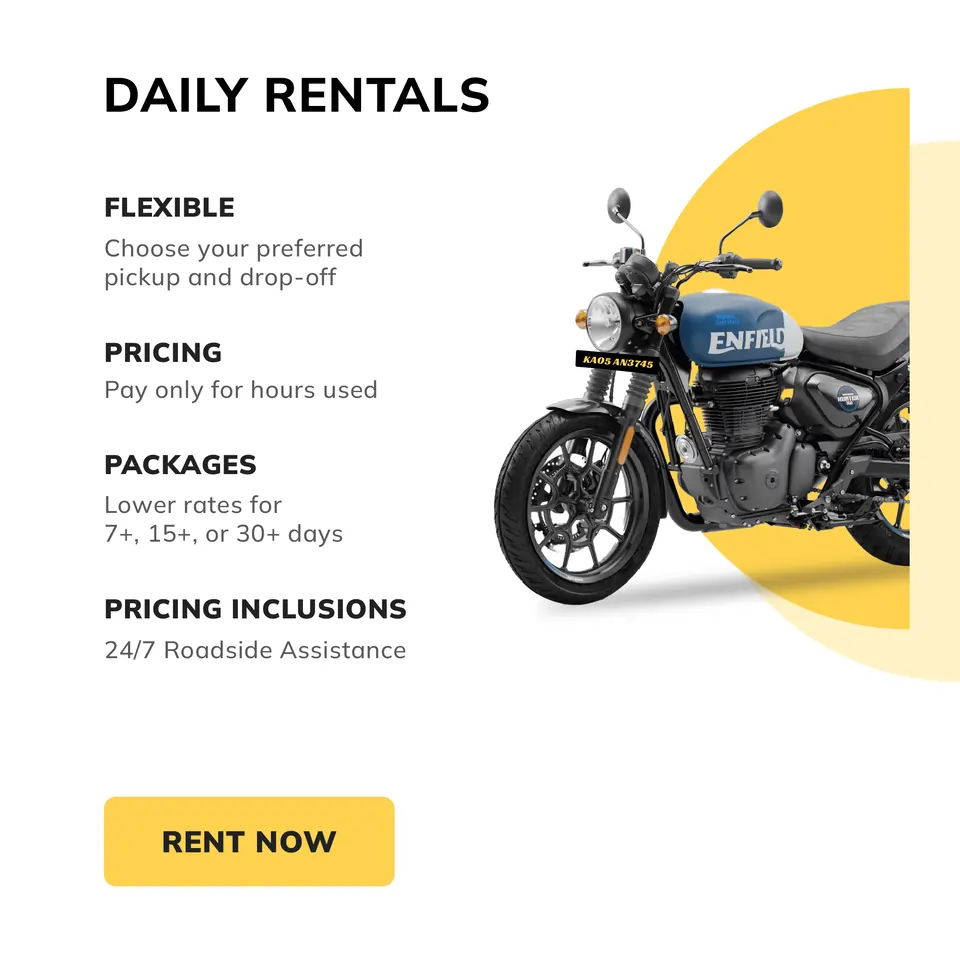 DAILY RENTALS
FLEXIBLE
Choose your preferred
pickup and drop-off
PRICING
Pay only for hours used
PACKAGES
Lower rates for
7+, 15+, or 30+ days
PRICING INCLUSIONS
24/7 Roadside Assistance
RENT NOW
ENFIELD
KA05 AN3745